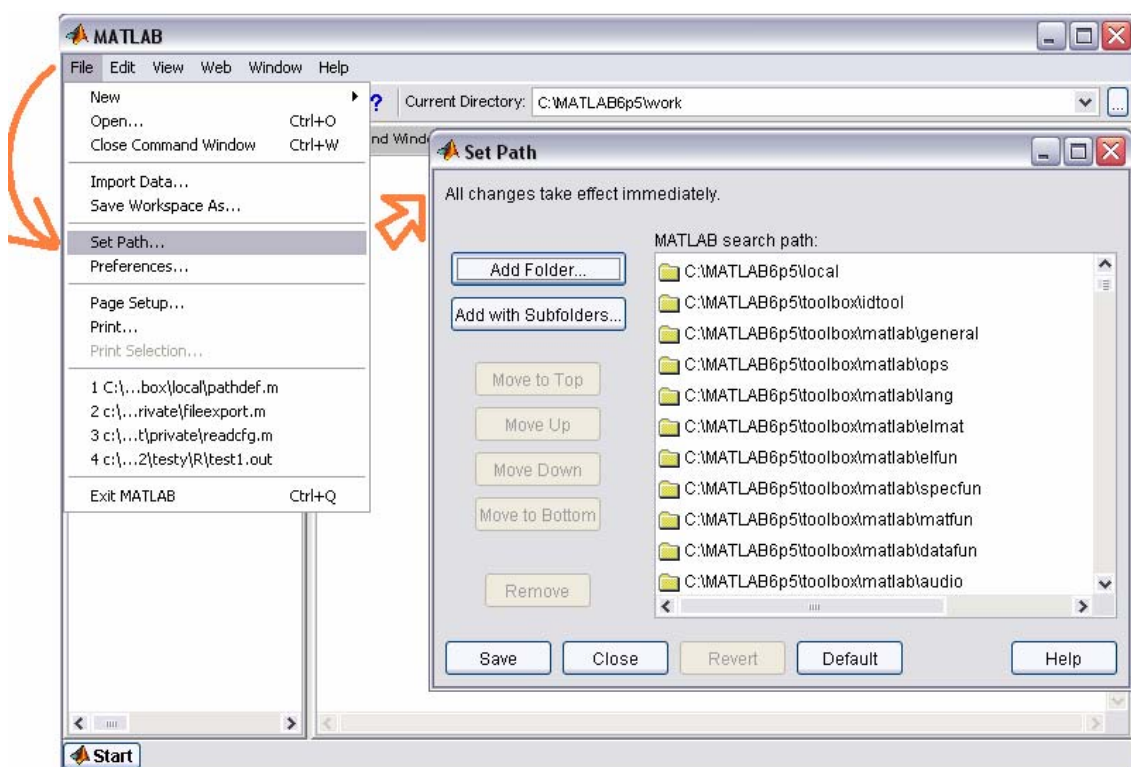 MATLAB
File Edit View Web Window Help
New
Open... Ctrl+O
Close Command Window Ctrl+W
Import Data...
Save Workspace As...
Set Path...
Preferences...
Page Setup...
Print...
Print Selection...
1 C:\...box\local\pathdef.m
2 c:\...rivate\fileexport.m
3 c:\...t\private\readcfg.m
4 c:\...2\testy\R\test1.out
Exit MATLAB Ctrl+Q
? Current Directory: C:\MATLAB6p5\work ...
nd Wind
Set Path
All changes take effect immediately.
Add Folder...
Add with Subfolders...
Move to Top
Move Up
Move Down
Move to Bottom
Remove
MATLAB search path:
C:\MATLAB6p5\local
C:\MATLAB6p5\toolbox\idtool
C:\MATLAB6p5\toolbox\matlab\general
C:\MATLAB6p5\toolbox\matlab\ops
C:\MATLAB6p5\toolbox\matlab\lang
C:\MATLAB6p5\toolbox\matlab\elmat
C:\MATLAB6p5\toolbox\matlab\elfun
C:\MATLAB6p5\toolbox\matlab\specfun
C:\MATLAB6p5\toolbox\matlab\matfun
C:\MATLAB6p5\toolbox\matlab\datafun
C:\MATLAB6p5\toolbox\matlab\audio
Save Close Revert Default Help
Start